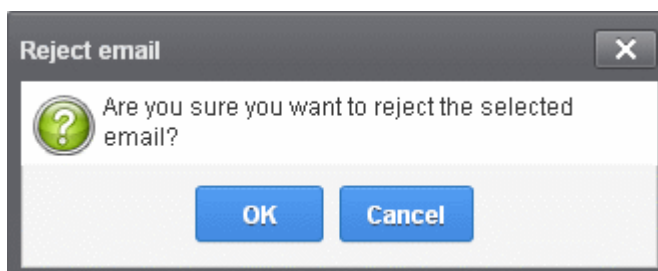 Reject email
Are you sure you want to reject the selected
email?
OK
Cancel